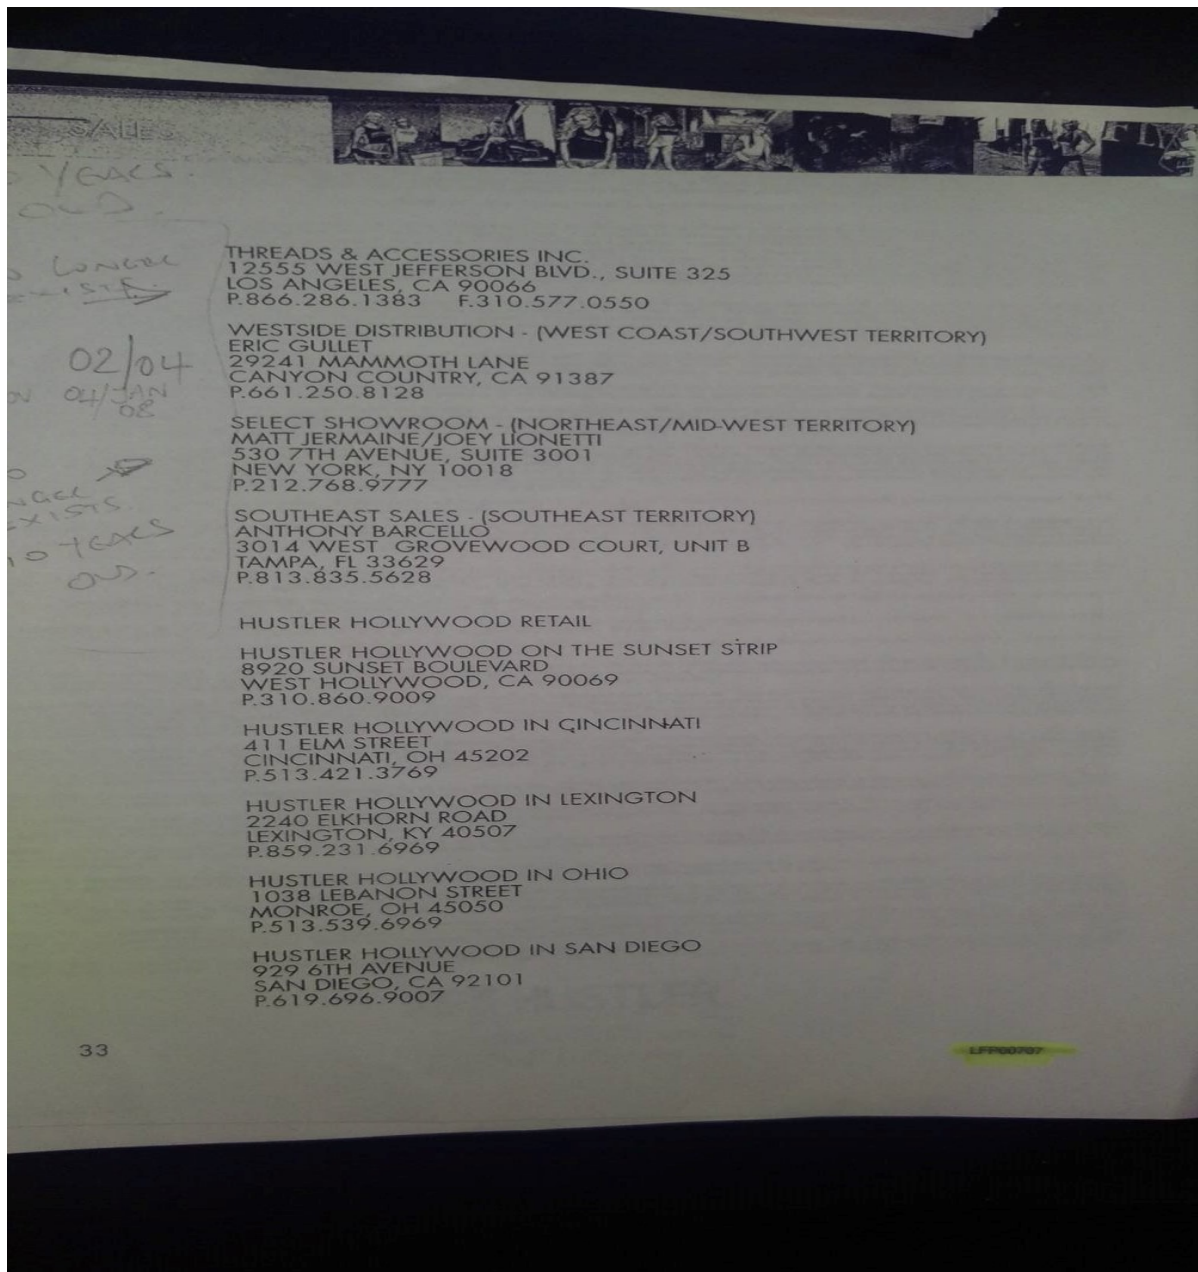 SALES
YEARS.
OLD.
LONGER
EXISTS.
02/04
04/JAN
08
EXISTS.
10 YEARS
OLD.
THREADS & ACCESSORIES INC.
12555 WEST JEFFERSON BLVD., SUITE 325
LOS ANGELES, CA 90066
P.866.286.1383 F.310.577.0550
WESTSIDE DISTRIBUTION - (WEST COAST/SOUTHWEST TERRITORY)
ERIC GULLET
29241 MAMMOTH LANE
CANYON COUNTRY, CA 91387
P.661.250.8128
SELECT SHOWROOM - (NORTHEAST/MID-WEST TERRITORY)
MATT JERMAINE/JOEY LIONETTI
530 7TH AVENUE, SUITE 3001
NEW YORK, NY 10018
P.212.768.9777
SOUTHEAST SALES - (SOUTHEAST TERRITORY)
ANTHONY BARCELLO
3014 WEST GROVEWOOD COURT, UNIT B
TAMPA, FL 33629
P.813.835.5628
HUSTLER HOLLYWOOD RETAIL
HUSTLER HOLLYWOOD ON THE SUNSET STRIP
8920 SUNSET BOULEVARD
WEST HOLLYWOOD, CA 90069
P.310.860.9009
HUSTLER HOLLYWOOD IN CINCINNATI
411 ELM STREET
CINCINNATI, OH 45202
P.513.421.3769
HUSTLER HOLLYWOOD IN LEXINGTON
2240 ELKHORN ROAD
LEXINGTON, KY 40507
P.859.231.6969
HUSTLER HOLLYWOOD IN OHIO
1038 LEBANON STREET
MONROE, OH 45050
P.513.539.6969
HUSTLER HOLLYWOOD IN SAN DIEGO
929 6TH AVENUE
SAN DIEGO, CA 92101
P.619.696.9007
33
LFP00707